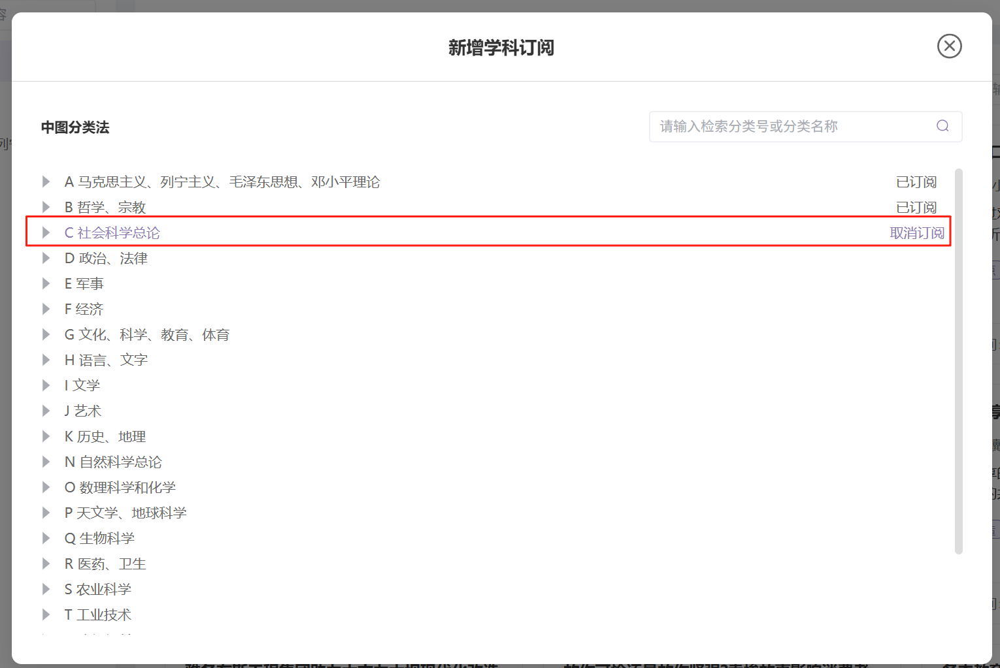 新增学科订阅
中图分类法
请输入检索分类号或分类名称
A 马克思主义、列宁主义、毛泽东思想、邓小平理论 已订阅
B 哲学、宗教 已订阅
C 社会科学总论 取消订阅
D 政治、法律
E 军事
F 经济
G 文化、科学、教育、体育
H 语言、文字
I 文学
J 艺术
K 历史、地理
N 自然科学总论
O 数理科学和化学
P 天文学、地球科学
Q 生物科学
R 医药、卫生
S 农业科学
T 工业技术